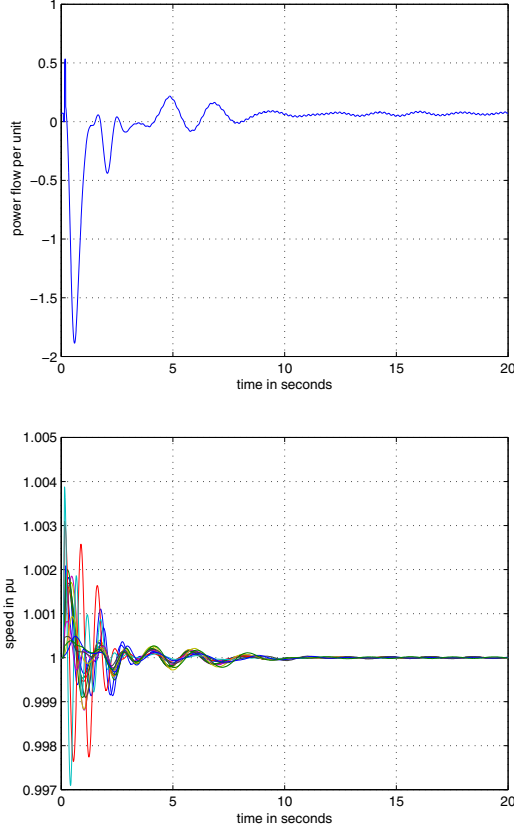 1
0.5
0
−0.5
−1
−1.5
−2
power flow per unit
0 5 10 15 20
time in seconds
1.005
1.004
1.003
1.002
1.001
1
0.999
0.998
0.997
speed in pu
0 5 10 15 20
time in seconds